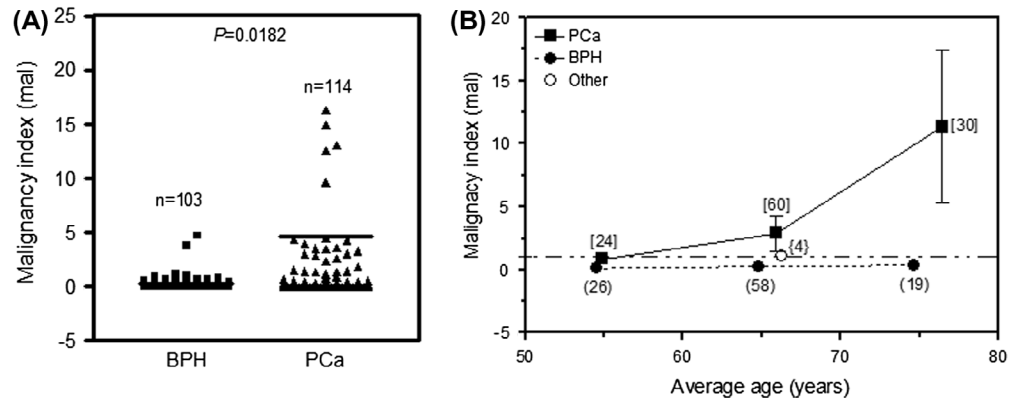 (A)
25
20
15
10
5
0
-5
Malignancy index (mal)
P=0.0182
n=103
n=114
BPH
PCa
(B)
20
15
10
5
0
-5
Malignacy index (mal)
PCa
BPH
Other
[24]
[60]
[30]
{4}
(26)
(58)
(19)
50
60
70
80
Average age (years)